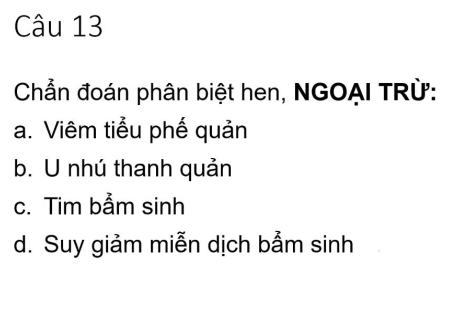 Câu 13
Chẩn đoán phân biệt hen, NGOẠI TRỪ:
a. Viêm tiểu phế quản
b. U nhú thanh quản
c. Tim bẩm sinh
d. Suy giảm miễn dịch bẩm sinh